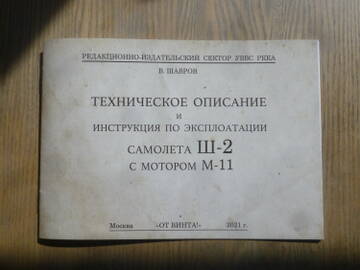 РЕДАКЦИОННО-ИЗДАТЕЛЬСКИЙ СЕКТОР УВВС РККА
В. ШАВРОВ
ТЕХНИЧЕСКОЕ ОПИСАНИЕ
И
ИНСТРУКЦИЯ ПО ЭКСПЛОАТАЦИИ
САМОЛЕТА Ш-2
С МОТОРОМ М-11
Москва «ОТ ВИНТА!» 2021 г.